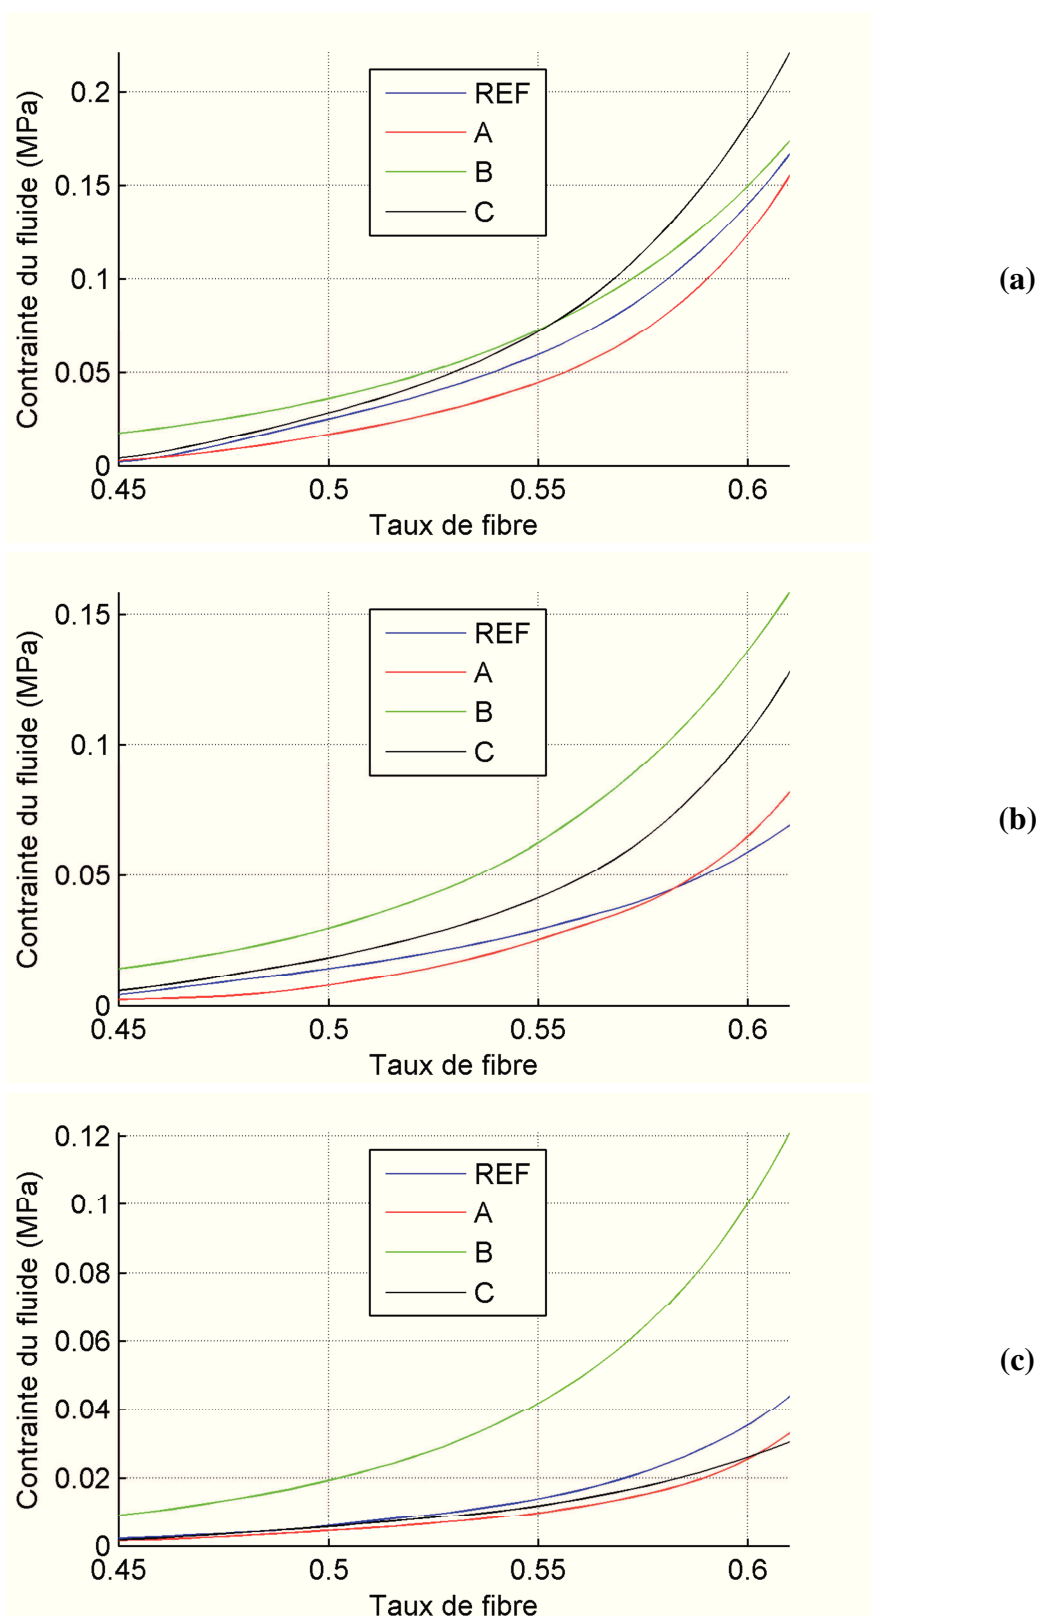 Contrainte du fluide (MPa)
0.2
0.15
0.1
0.05
0
0.45
0.5
0.55
0.6
Taux de fibre
REF
A
B
C
(a)
Contrainte du fluide (MPa)
0.15
0.1
0.05
0
0.45
0.5
0.55
0.6
Taux de fibre
REF
A
B
C
(b)
Contrainte du fluide (MPa)
0.12
0.1
0.08
0.06
0.04
0.02
0
0.45
0.5
0.55
0.6
Taux de fibre
REF
A
B
C
(c)